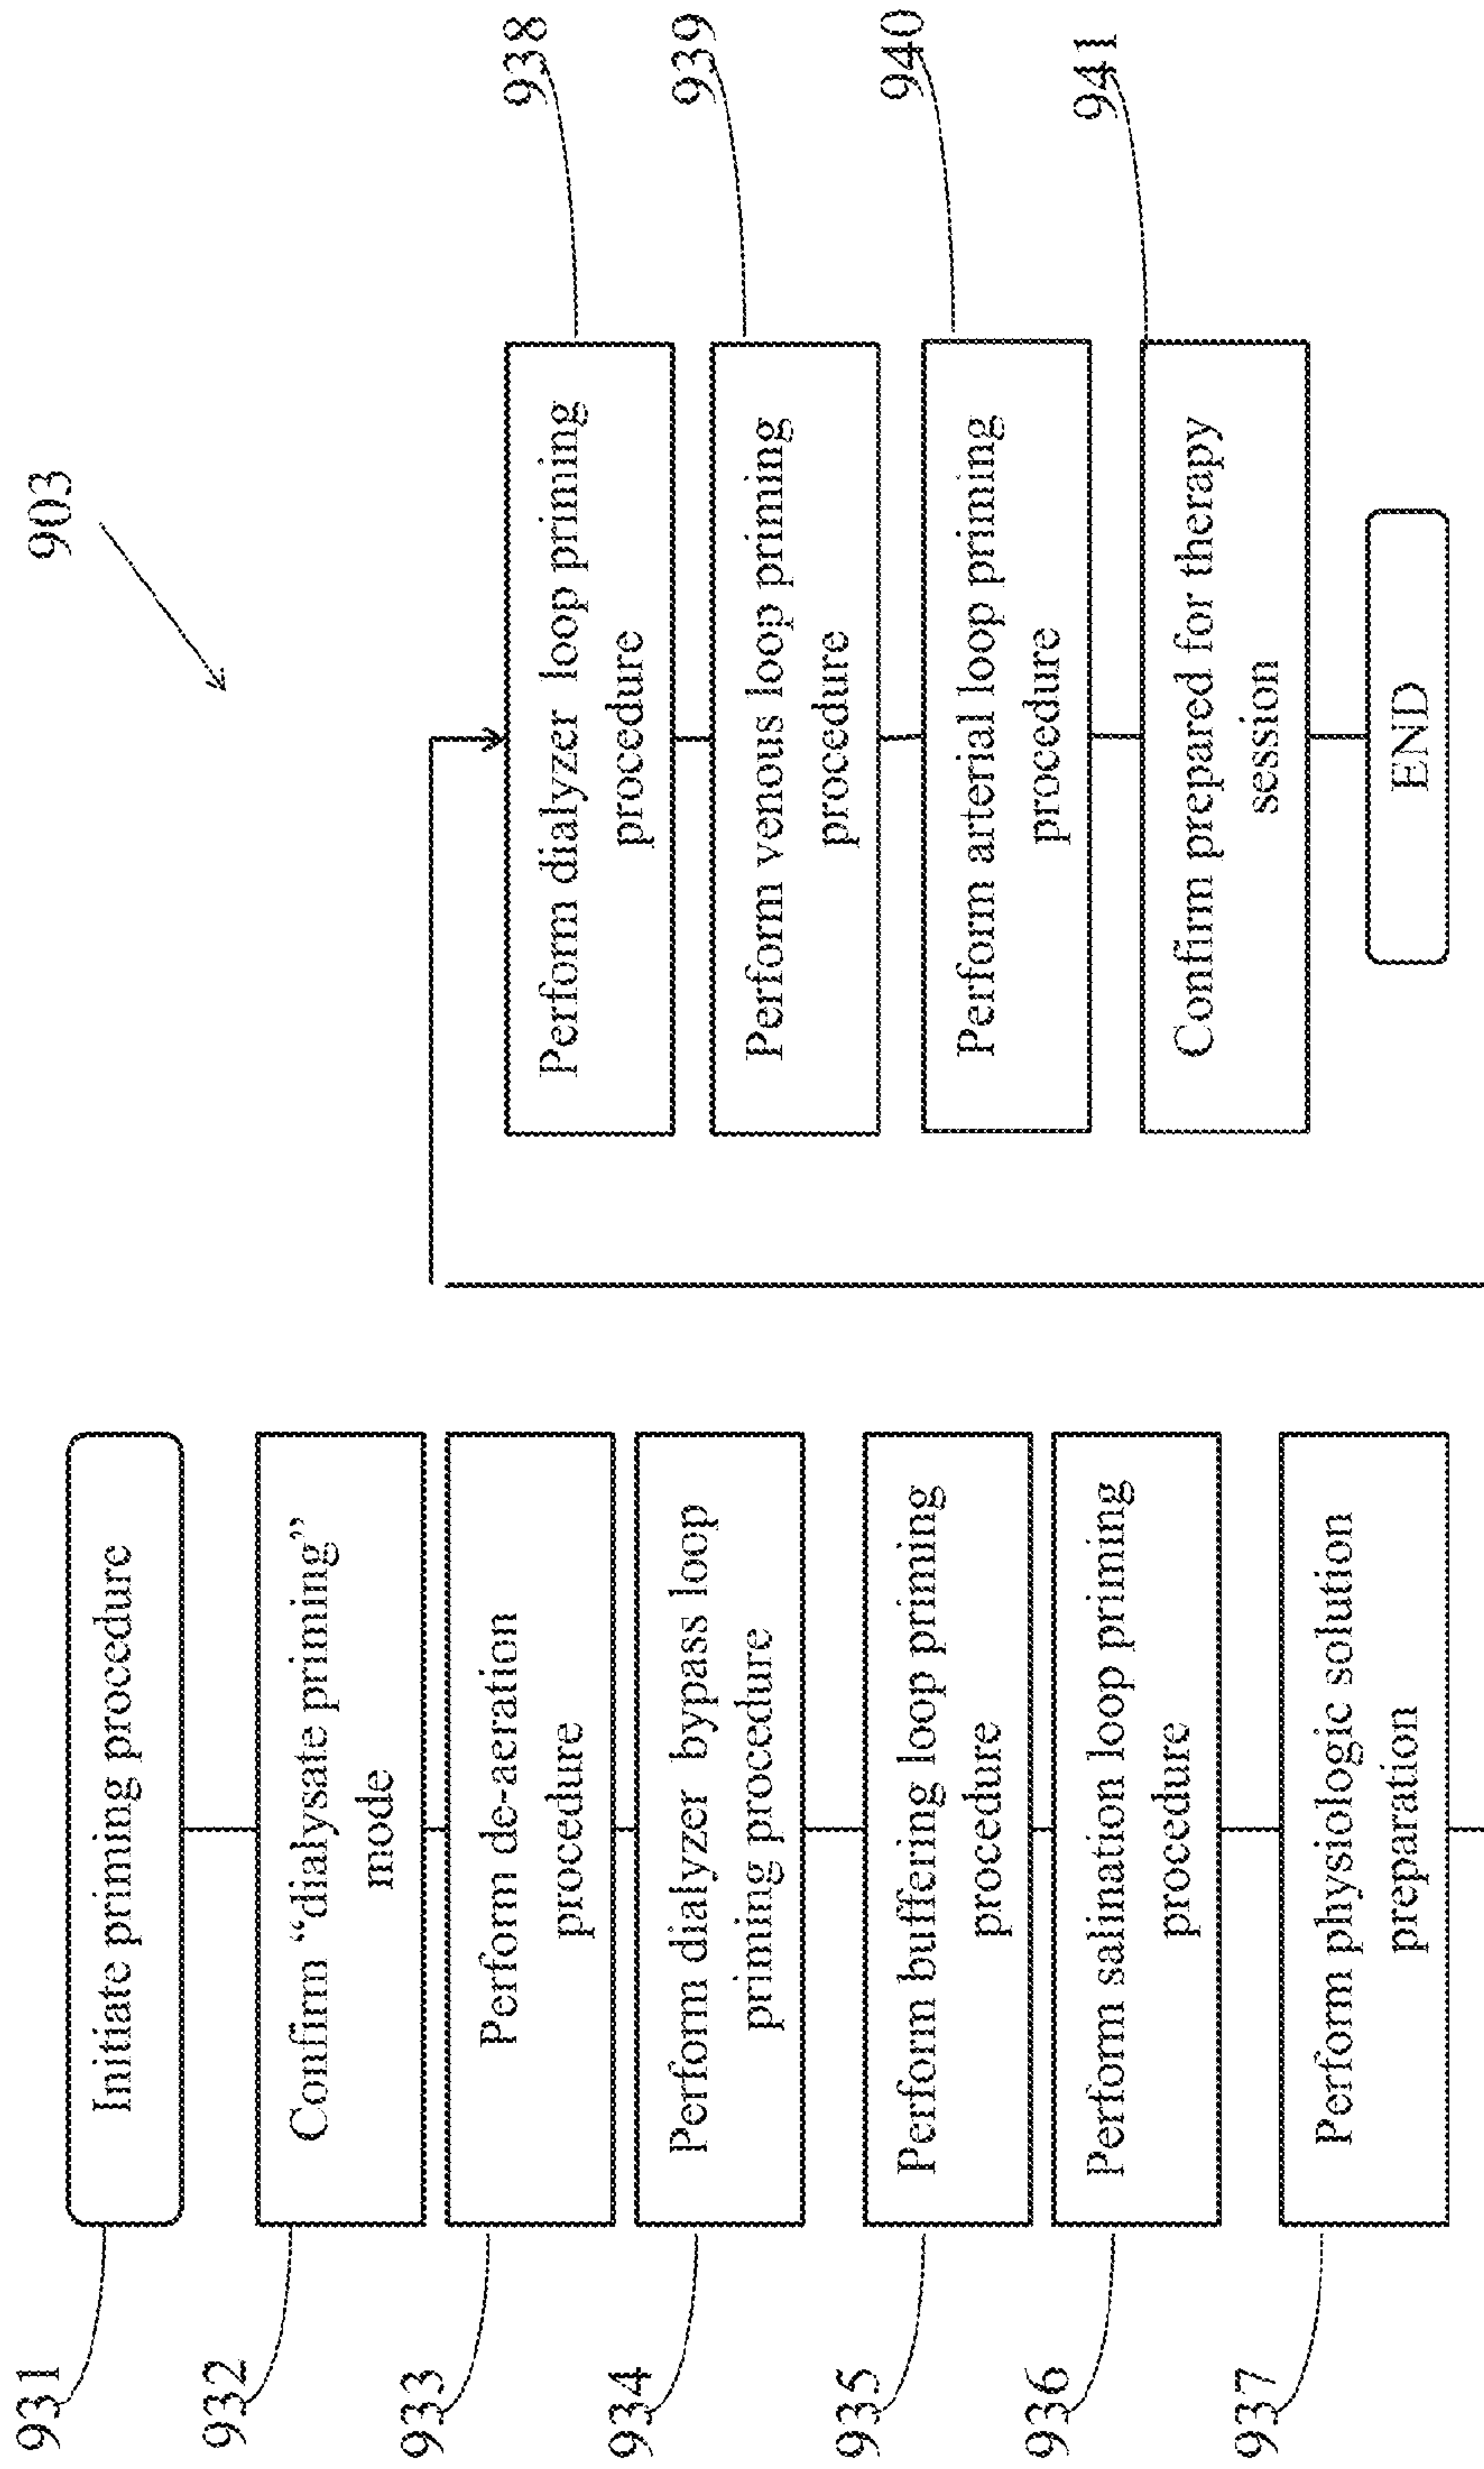 903
931
Initiate priming procedure
932
Confirm “dialysate priming”
mode
933
Perform de-aeration
procedure
934
Perform dialyzer bypass loop
priming procedure
935
Perform buffering loop priming
procedure
936
Perform salination loop priming
procedure
937
Perform physiologic solution
preparation
938
Perform dialyzer loop priming
procedure
939
Perform venous loop priming
procedure
940
Perform arterial loop priming
procedure
941
Confirm prepared for therapy
session
END